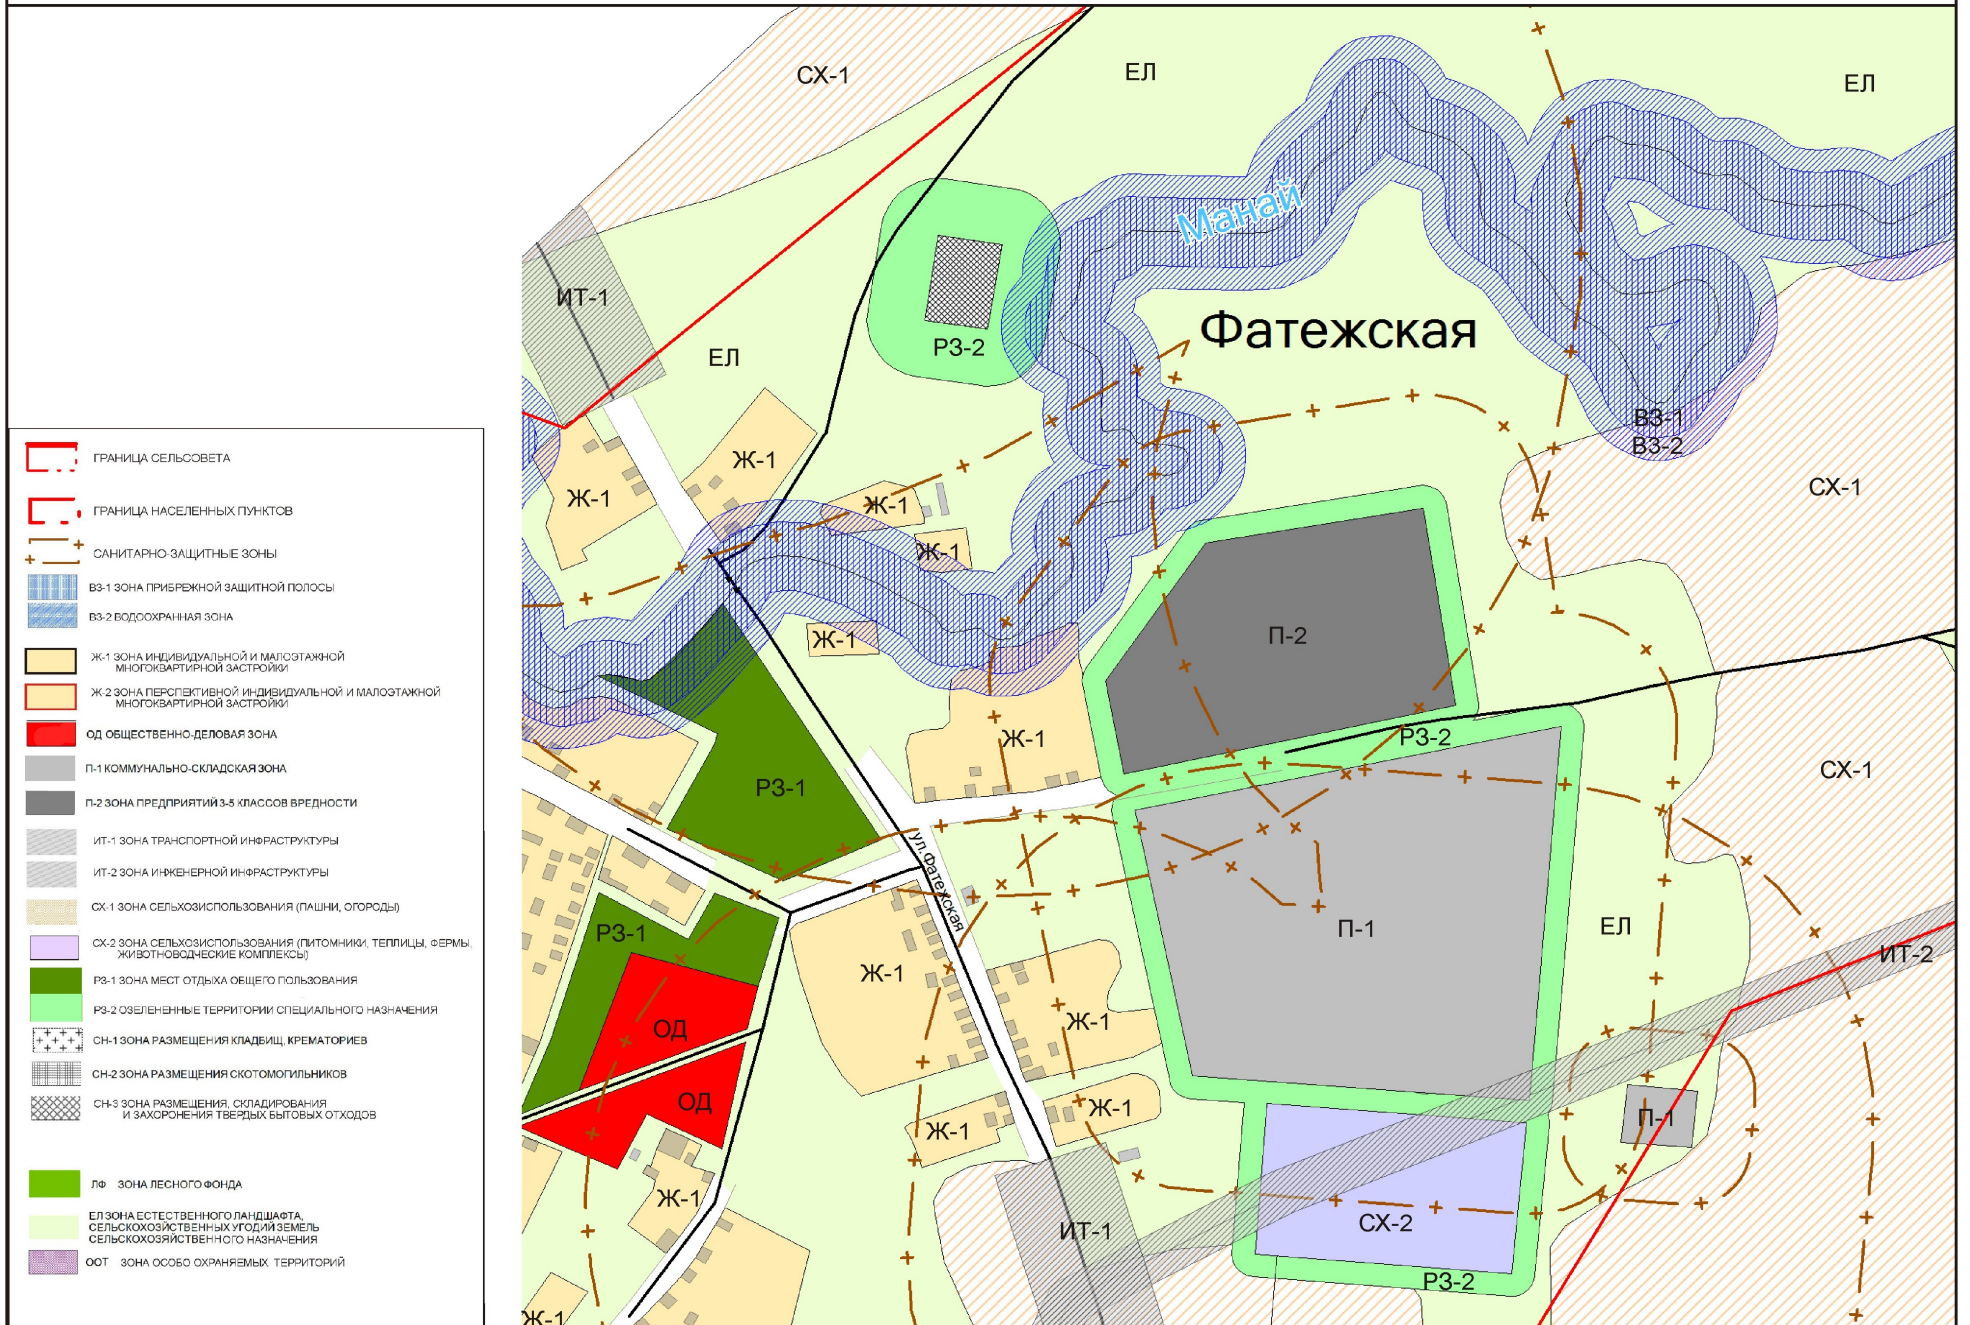 ГРАНИЦА СЕЛЬСОВЕТА
ГРАНИЦА НАСЕЛЕННЫХ ПУНКТОВ
САНИТАРНО-ЗАЩИТНЫЕ ЗОНЫ
ВЗ-1 ЗОНА ПРИБРЕЖНОЙ ЗАЩИТНОЙ ПОЛОСЫ
ВЗ-2 ВОДООХРАННАЯ ЗОНА
Ж-1 ЗОНА ИНДИВИДУАЛЬНОЙ И МАЛОЭТАЖНОЙ
МНОГОКВАРТИРНОЙ ЗАСТРОЙКИ
Ж-2 ЗОНА ПЕРСПЕКТИВНОЙ ИНДИВИДУАЛЬНОЙ И МАЛОЭТАЖНОЙ
МНОГОКВАРТИРНОЙ ЗАСТРОЙКИ
ОД ОБЩЕСТВЕННО-ДЕЛОВАЯ ЗОНА
П-1 КОММУНАЛЬНО-СКЛАДСКАЯ ЗОНА
П-2 ЗОНА ПРЕДПРИЯТИЙ 3-5 КЛАССОВ ВРЕДНОСТИ
ИТ-1 ЗОНА ТРАНСПОРТНОЙ ИНФРАСТРУКТУРЫ
ИТ-2 ЗОНА ИНЖЕНЕРНОЙ ИНФРАСТРУКТУРЫ
СХ-1 ЗОНА СЕЛЬХОЗИСПОЛЬЗОВАНИЯ (ПАШНИ, ОГОРОДЫ)
СХ-2 ЗОНА СЕЛЬХОЗИСПОЛЬЗОВАНИЯ (ПИТОМНИКИ, ТЕПЛИЦЫ, ФЕРМЫ,
ЖИВОТНОВОДЧЕСКИЕ КОМПЛЕКСЫ)
РЗ-1 ЗОНА МЕСТ ОТДЫХА ОБЩЕГО ПОЛЬЗОВАНИЯ
РЗ-2 ОЗЕЛЕНЕННЫЕ ТЕРРИТОРИИ СПЕЦИАЛЬНОГО НАЗНАЧЕНИЯ
СН-1 ЗОНА РАЗМЕЩЕНИЯ КЛАДБИЩ, КРЕМАТОРИЕВ
СН-2 ЗОНА РАЗМЕЩЕНИЯ СКОТОМОГИЛЬНИКОВ
СН-3 ЗОНА РАЗМЕЩЕНИЯ, СКЛАДИРОВАНИЯ
И ЗАХОРОНЕНИЯ ТВЕРДЫХ БЫТОВЫХ ОТХОДОВ
ЛФ ЗОНА ЛЕСНОГО ФОНДА
ЕЛ ЗОНА ЕСТЕСТВЕННОГО ЛАНДШАФТА,
СЕЛЬСКОХОЗЙСТВЕННЫХ УГОДИЙ ЗЕМЕЛЬ
СЕЛЬСКОХОЗЯЙСТВЕННОГО НАЗНАЧЕНИЯ
ООТ ЗОНА ОСОБО ОХРАНЯЕМЫХ ТЕРРИТОРИЙ
СХ-1
ЕЛ
ЕЛ
Манай
ИТ-1
Фатежская
РЗ-2
ЕЛ
ВЗ-1
ВЗ-2
Ж-1
СХ-1
Ж-1
Ж-1
Ж-1
Ж-1
П-2
Ж-1
РЗ-2
СХ-1
РЗ-1
ул.Фатежская
РЗ-1
П-1
ЕЛ
ИТ-2
Ж-1
ОД
Ж-1
ОД
Ж-1
Ж-1
П-1
Ж-1
ИТ-1
СХ-2
РЗ-2
Ж-1